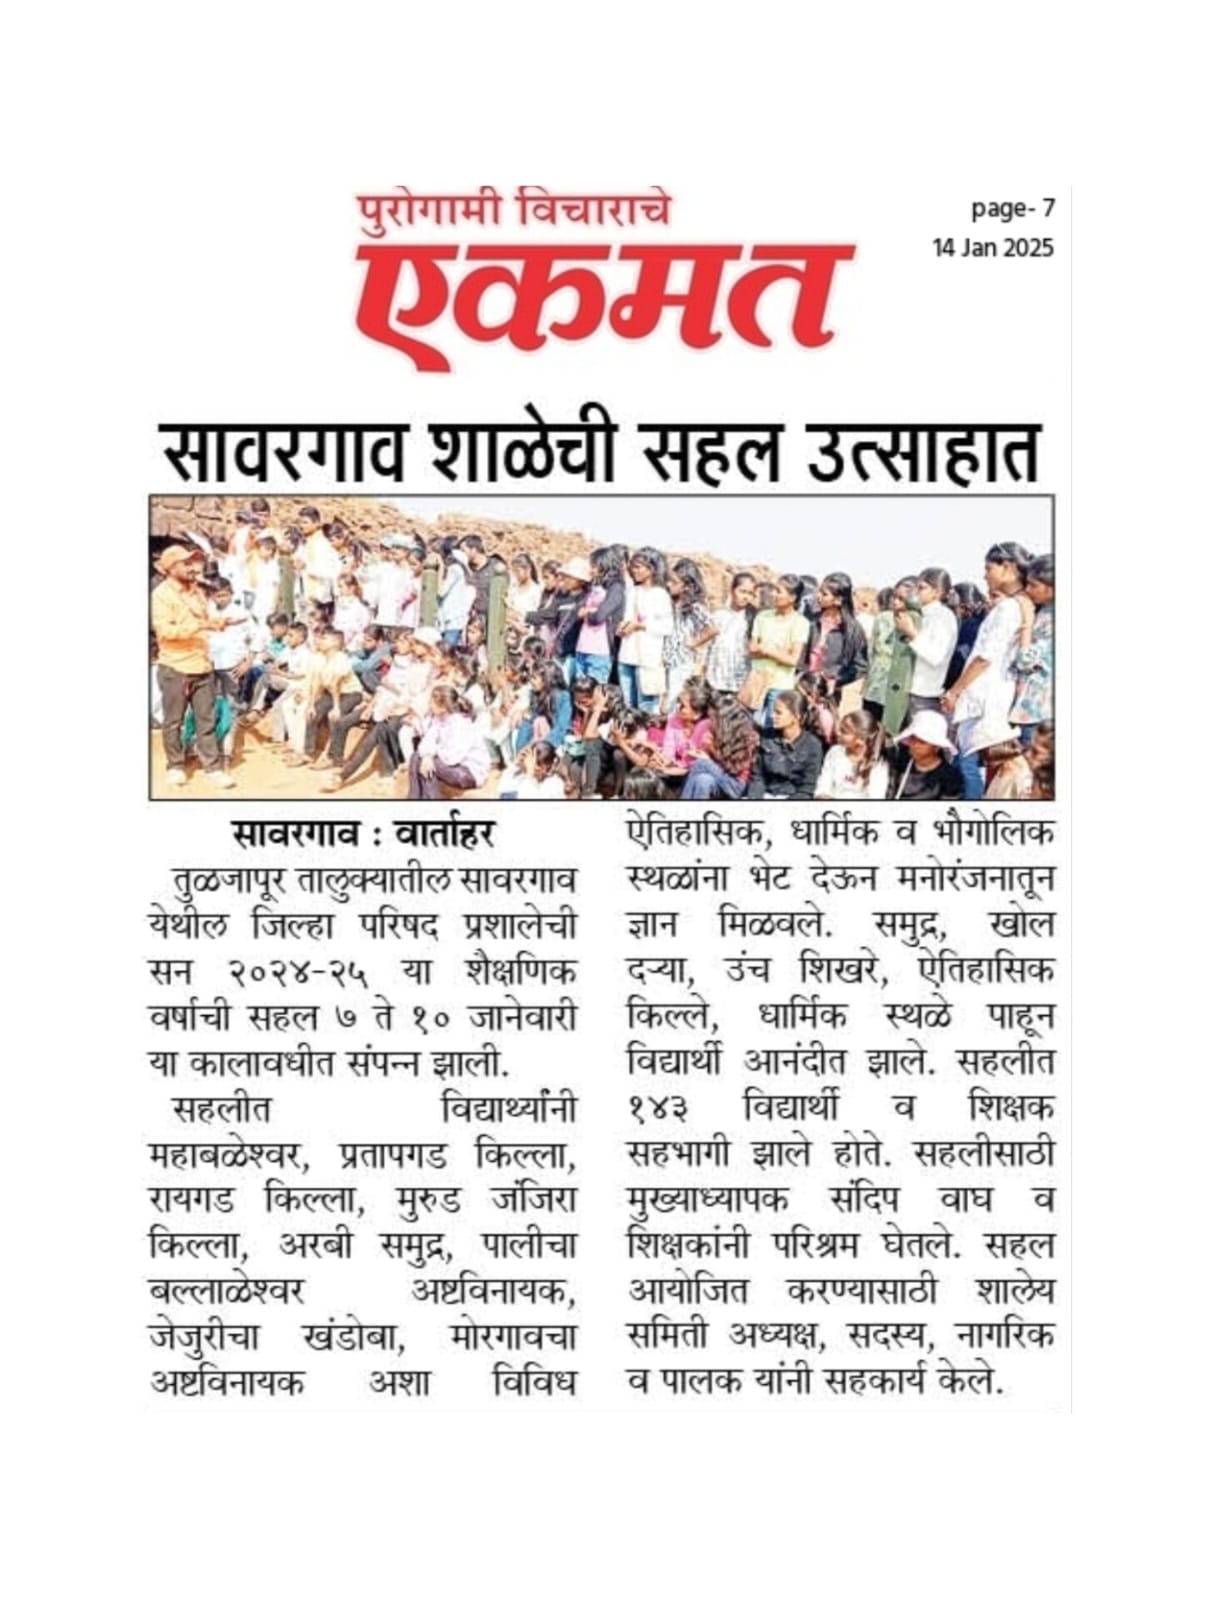 पुरोगामी विचाराचे
एकमत
page- 7
14 Jan 2025
सावरगाव शाळेची सहल उत्साहात
सावरगाव : वार्ताहर
तुळजापूर तालुक्यातील सावरगाव
येथील जिल्हा परिषद प्रशालेची
सन २०२४-२५ या शैक्षणिक
वर्षाची सहल ७ ते १० जानेवारी
या कालावधीत संपन्न झाली.
सहलीत विद्यार्थ्यांनी
महाबळेश्वर, प्रतापगड किल्ला,
रायगड किल्ला, मुरुड जंजिरा
किल्ला, अरबी समुद्र, पालीचा
बल्लाळेश्वर अष्टविनायक,
जेजुरीचा खंडोबा, मोरगावचा
अष्टविनायक अशा विविध
ऐतिहासिक, धार्मिक व भौगोलिक
स्थळांना भेट देऊन मनोरंजनातून
ज्ञान मिळवले. समुद्र, खोल
दऱ्या, उंच शिखरे, ऐतिहासिक
किल्ले, धार्मिक स्थळे पाहून
विद्यार्थी आनंदीत झाले. सहलीत
१४३ विद्यार्थी व शिक्षक
सहभागी झाले होते. सहलीसाठी
मुख्याध्यापक संदिप वाघ व
शिक्षकांनी परिश्रम घेतले. सहल
आयोजित करण्यासाठी शालेय
समिती अध्यक्ष, सदस्य, नागरिक
व पालक यांनी सहकार्य केले.